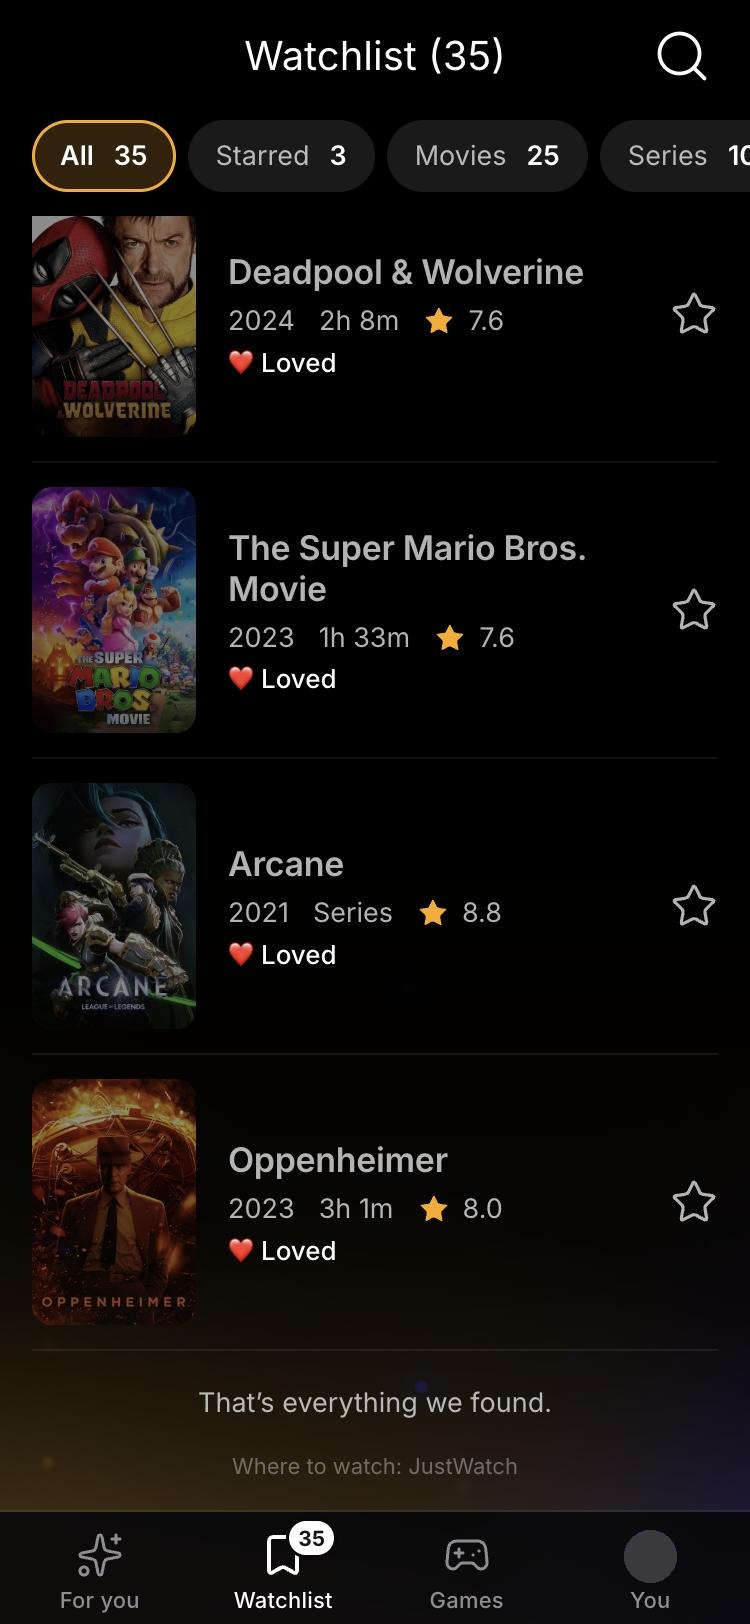 Watchlist (35)
All 35 Starred 3 Movies 25 Series 10
DEADPOOL
& WOLVERINE
Deadpool & Wolverine
2024 2h 8m 7.6
Loved
THE SUPER
MARIO
BROS.
MOVIE
The Super Mario Bros.
Movie
2023 1h 33m 7.6
Loved
ARCANE
LEAGUE OF LEGENDS
Arcane
2021 Series 8.8
Loved
OPPENHEIMER
Oppenheimer
2023 3h 1m 8.0
Loved
That’s everything we found.
Where to watch: JustWatch
35
For you Watchlist Games You